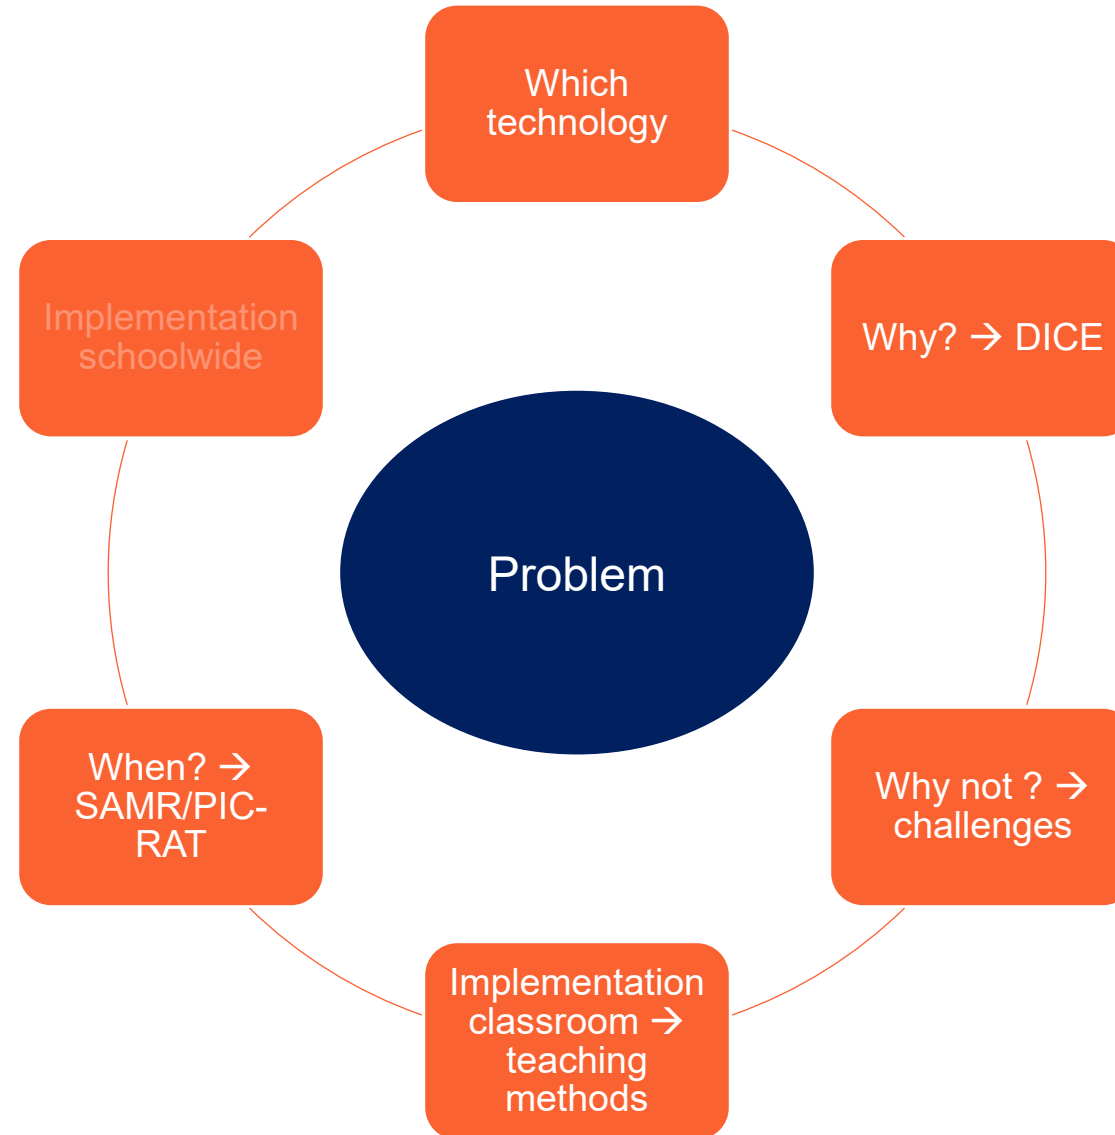 Which
technology
Why? → DICE
Why not ? →
challenges
Implementation
classroom →
teaching
methods
When? →
SAMR/PIC-
RAT
Implementation
schoolwide
Problem